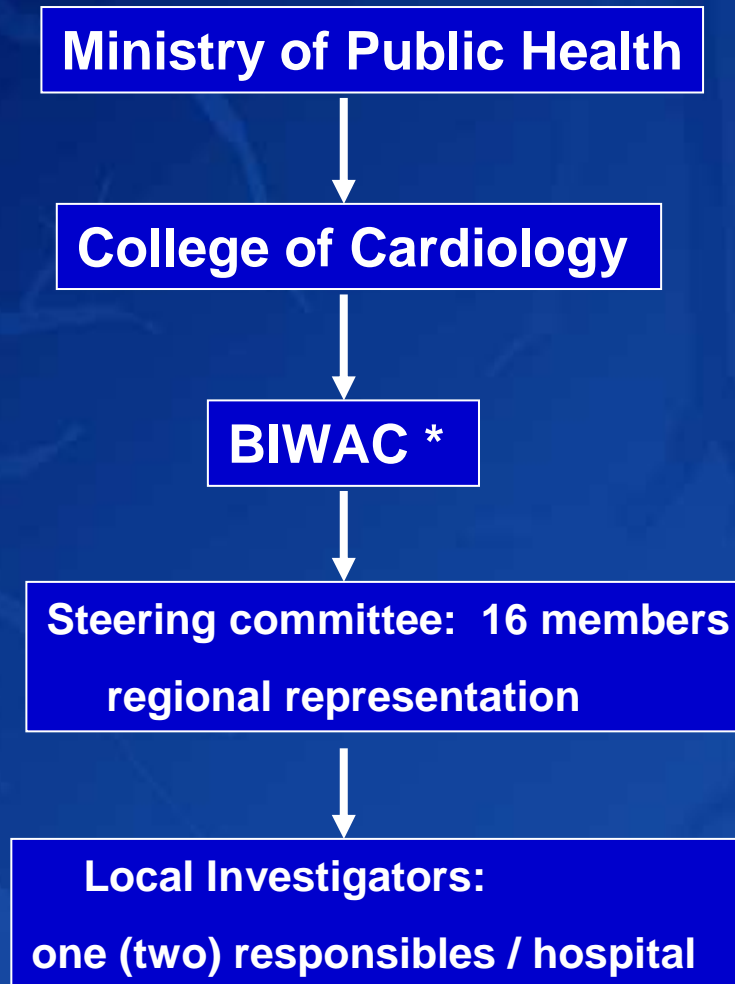 Ministry of Public Health
College of Cardiology
BIWAC *
Steering committee: 16 members
regional representation
Local Investigators:
one (two) responsibles / hospital